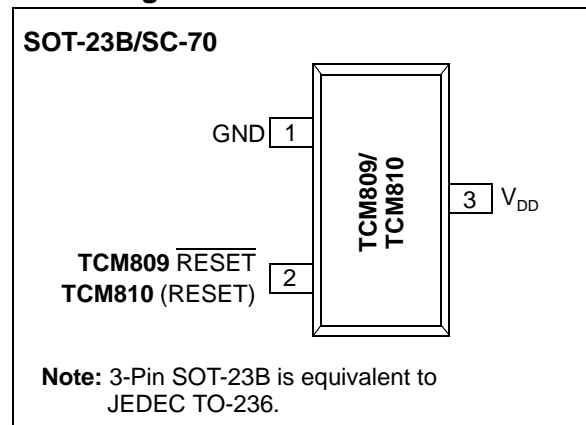 SOT-23B/SC-70
GND 1
TCM809/
TCM810
3 VDD
TCM809 RESET
2
TCM810 (RESET)
Note: 3-Pin SOT-23B is equivalent to
JEDEC TO-236.